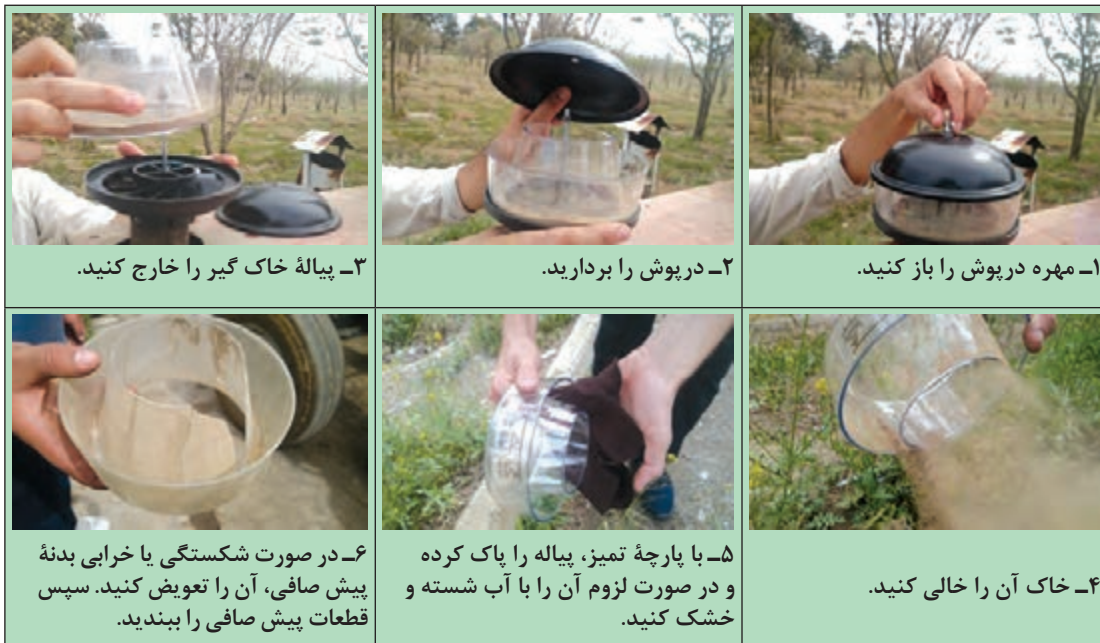 ۱ـ مهره درپوش را باز کنید.
۲ـ درپوش را بردارید.
۳ـ پیالهٔ خاک گیر را خارج کنید.
۴ـ خاک آن را خالی کنید.
۵ـ با پارچهٔ تمیز، پیاله را پاک کرده
و در صورت لزوم آن را با آب شسته و
خشک کنید.
۶ـ در صورت شکستگی یا خرابی بدنهٔ
پیش صافی، آن را تعویض کنید. سپس
قطعات پیش صافی را ببندید.